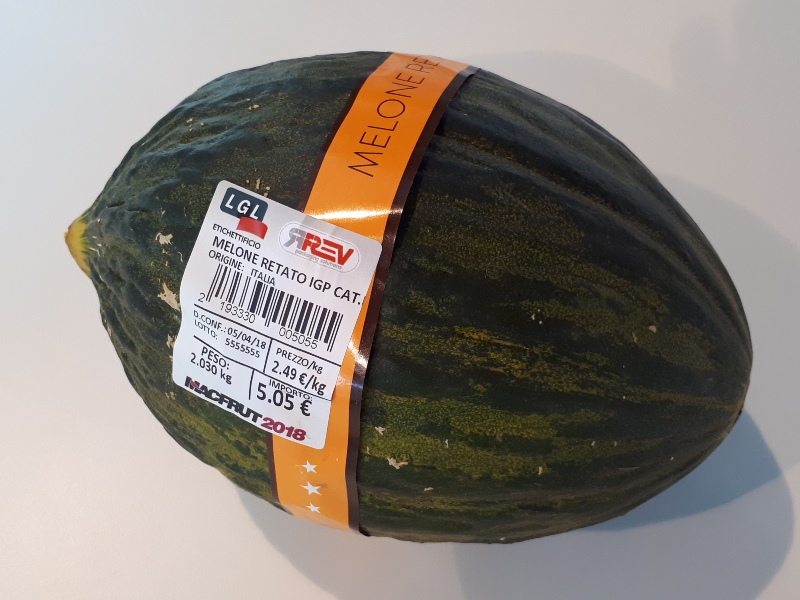 MELONE RE
LGL
ETICHETTIFICIO
RREV
MELONE RETATO IGP CAT.
ORIGINE: ITALIA
2 193330 005055
D.CONF.: 05/04/18
LOTTO: 5555555
PREZZO/kg
2.49 €/kg
PESO:
2.030 kg
IMPORTO:
5.05 €
MACFRUT 2018